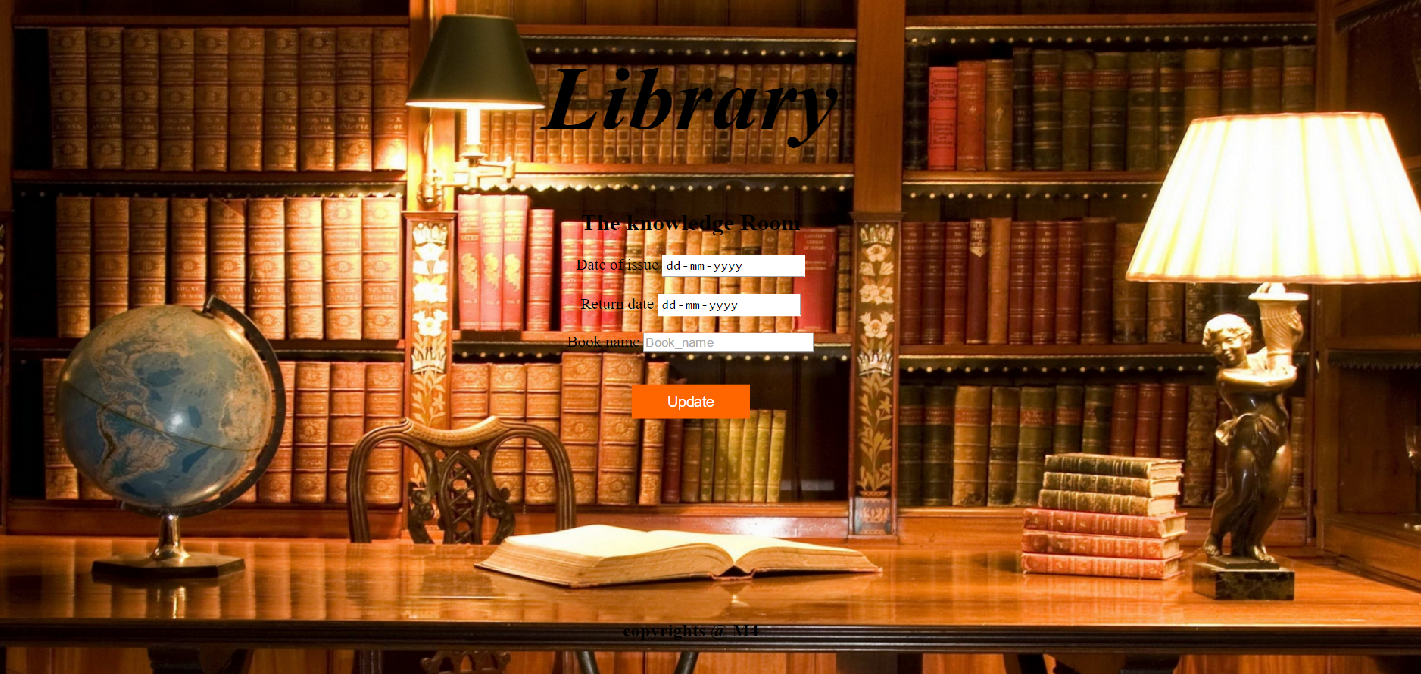 Library
The knowledge Room
Date of issue dd-mm-yyyy
Return date dd-mm-yyyy
Book name Book_name
Update
copyrights @ M4